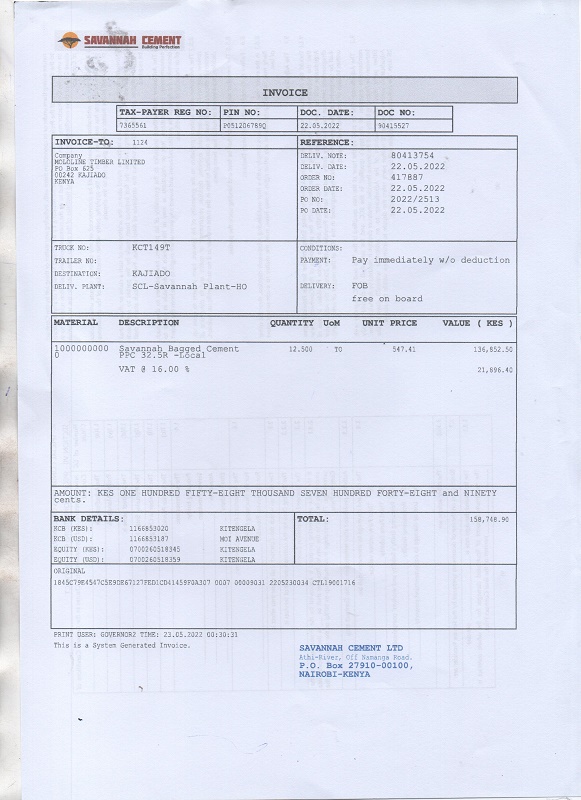 SAVANNAH CEMENT
Building Perfection
INVOICE
TAX-PAYER REG NO: PIN NO: DOC. DATE: DOC NO:
7365561 P051206789Q 22.05.2022 90415527
INVOICE-TO: 1124 REFERENCE:
Company
MOLOLINE TIMBER LIMITED
PO Box 625
00242 KAJIADO
KENYA
DELIV. NOTE: 80413754
DELIV. DATE: 22.05.2022
ORDER NO: 417887
ORDER DATE: 22.05.2022
PO NO: 2022/2513
PO DATE: 22.05.2022
TRUCK NO: KCT149T
TRAILER NO:
DESTINATION: KAJIADO
DELIV. PLANT: SCL-Savannah Plant-HO
CONDITIONS:
PAYMENT: Pay immediately w/o deduction
DELIVERY: FOB
free on board
MATERIAL DESCRIPTION QUANTITY UoM UNIT PRICE VALUE ( KES )
1000000000 Savannah Bagged Cement 12.500 TO 547.41 136,852.50
0 PPC 32.5R -Local
VAT @ 16.00 % 21,896.40
AMOUNT: KES ONE HUNDRED FIFTY-EIGHT THOUSAND SEVEN HUNDRED FORTY-EIGHT and NINETY
cents.
BANK DETAILS: TOTAL: 158,748.90
KCB (KES): 1166853020 KITENGELA
KCB (USD): 1166853187 MOI AVENUE
EQUITY (KES): 0700260518345 KITENGELA
EQUITY (USD): 0700260518359 KITENGELA
ORIGINAL
1845C79E4547C5E9DE67127FED1CD41459F0A307 0007 00009031 2205230034 CTL19001716
PRINT USER: GOVERNOR2 TIME: 23.05.2022 00:30:31
This is a System Generated Invoice.
SAVANNAH CEMENT LTD
Athi-River, Off Namanga Road.
P.O. Box 27910-00100,
NAIROBI-KENYA